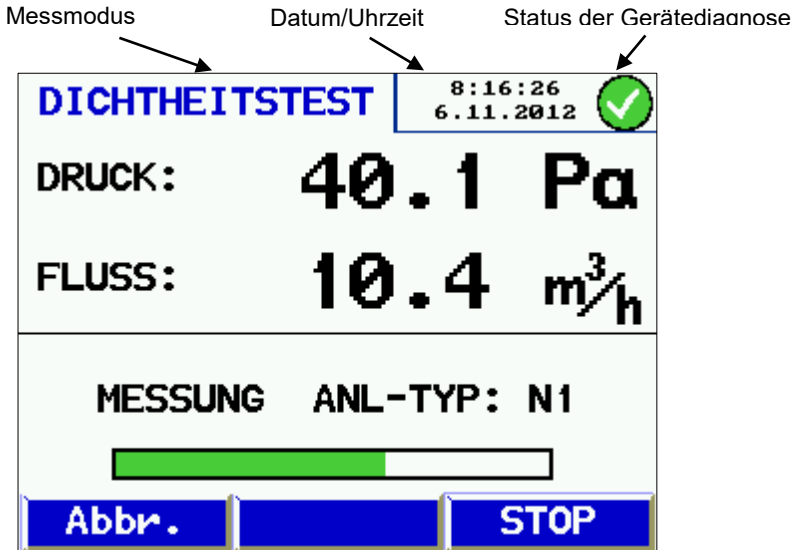 Messmodus Datum/Uhrzeit Status der Gerätediagnose
DICHTHEITSTEST 8:16:26
6.11.2012
DRUCK: 40.1 Pa
FLUSS: 10.4 m³/h
MESSUNG ANL-TYP: N1
Abbr. STOP